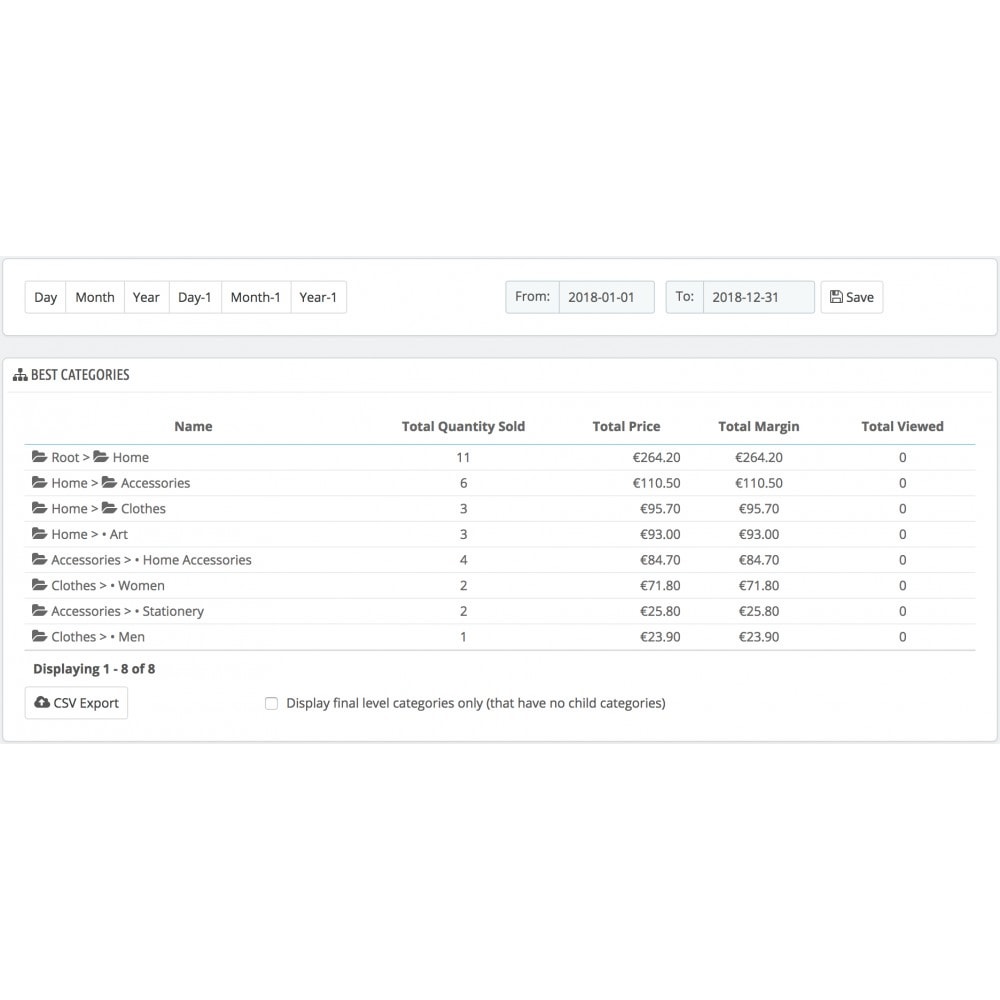 Day Month Year Day-1 Month-1 Year-1 From: 2018-01-01 To: 2018-12-31 Save
BEST CATEGORIES
Name Total Quantity Sold Total Price Total Margin Total Viewed
Root > Home 11 €264.20 €264.20 0
Home > Accessories 6 €110.50 €110.50 0
Home > Clothes 3 €95.70 €95.70 0
Home > • Art 3 €93.00 €93.00 0
Accessories > • Home Accessories 4 €84.70 €84.70 0
Clothes > • Women 2 €71.80 €71.80 0
Accessories > • Stationery 2 €25.80 €25.80 0
Clothes > • Men 1 €23.90 €23.90 0
Displaying 1 - 8 of 8
CSV Export Display final level categories only (that have no child categories)